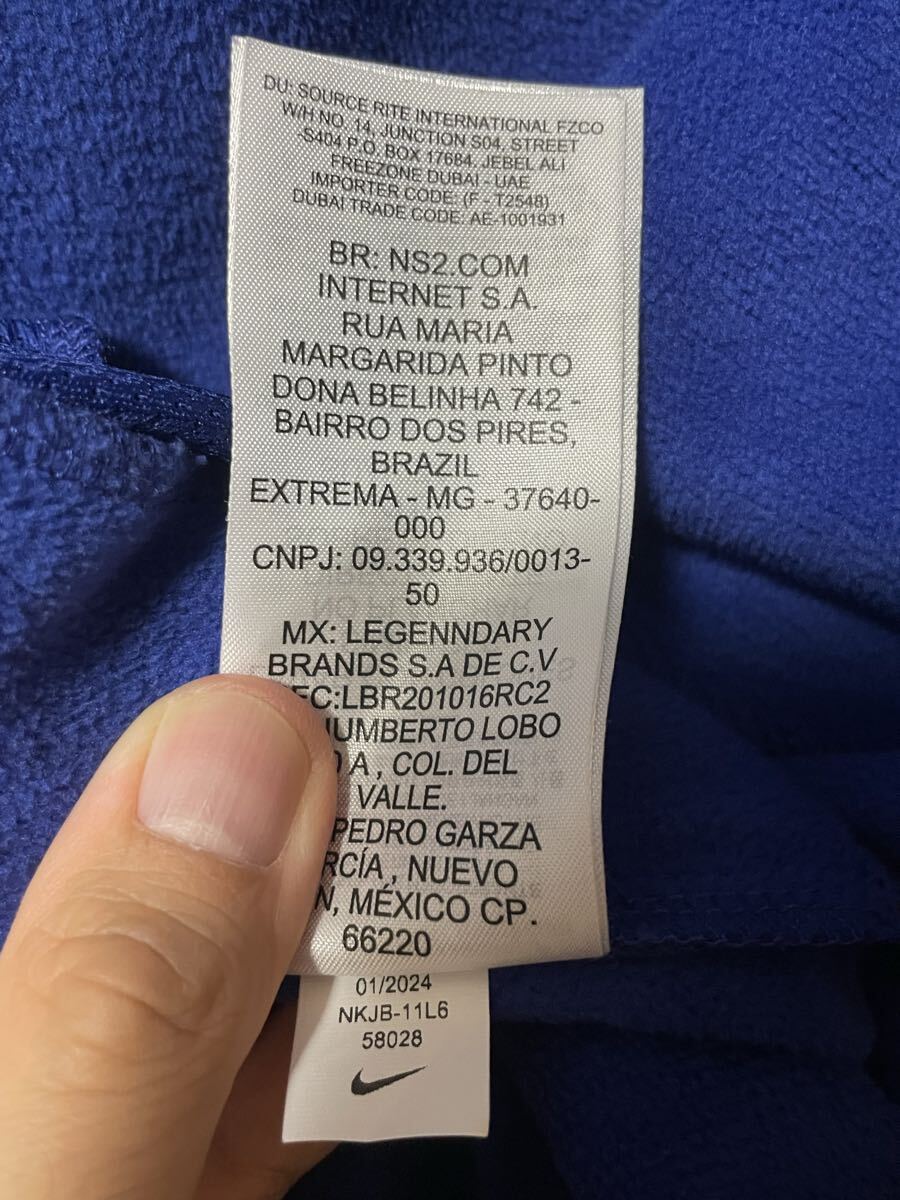 DU: SOURCE RITE INTERNATIONAL FZCO
W/H NO. 14, JUNCTION S04, STREET
-S404 P.O. BOX 17684, JEBEL ALI
FREEZONE DUBAI - UAE
IMPORTER CODE: (F - T2548)
DUBAI TRADE CODE: AE-1001931
BR: NS2.COM
INTERNET S.A.
RUA MARIA
MARGARIDA PINTO
DONA BELINHA 742 -
BAIRRO DOS PIRES,
BRAZIL
EXTREMA - MG - 37640-
000
CNPJ: 09.339.936/0013-
50
MX: LEGENNDARY
BRANDS S.A DE C.V
FC:LBR201016RC2
UMBERTO LOBO
A , COL. DEL
VALLE.
PEDRO GARZA
RCÍA , NUEVO
N, MÉXICO CP.
66220
01/2024
NKJB-11L6
58028